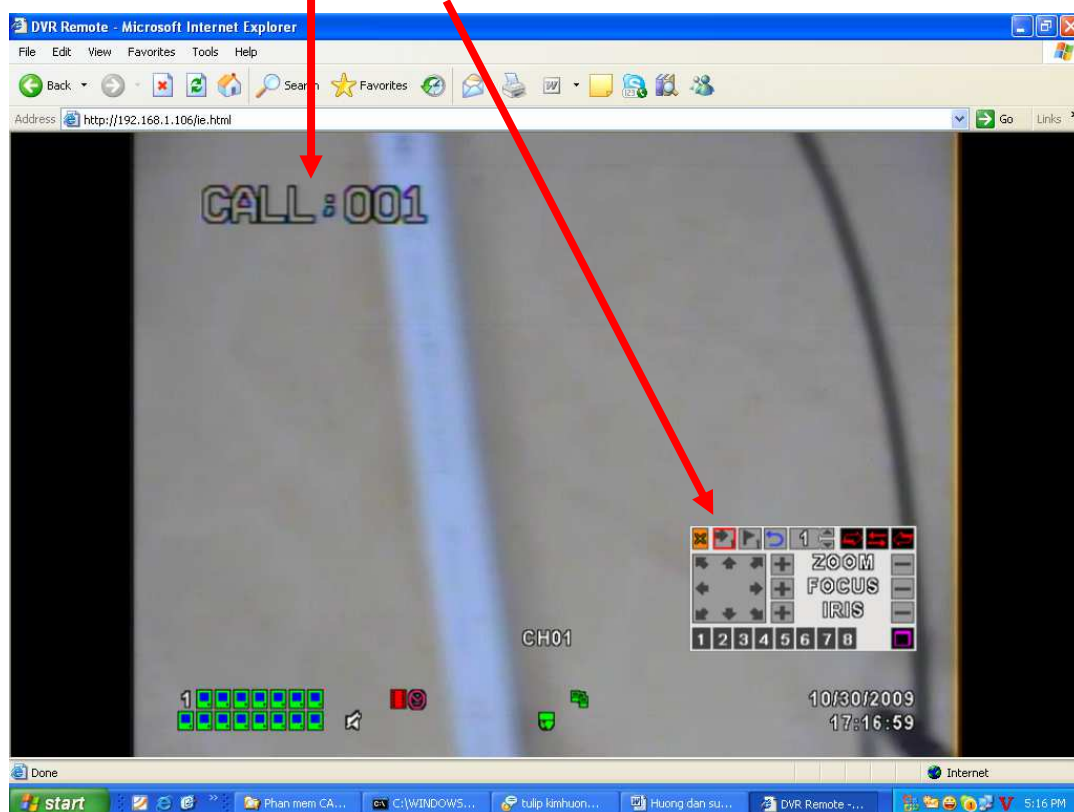 DVR Remote - Microsoft Internet Explorer
File Edit View Favorites Tools Help
Back Search Favorites
Address http://192.168.1.106/ie.html Go Links »
CALL:001
1
ZOOM
FOCUS
IRIS
1 2 3 4 5 6 7 8
CH01
1
10/30/2009
17:16:59
Done Internet
start Phan mem CA... C:\WINDOWS... tulip kimhuon... Huong dan su... DVR Remote -... 5:16 PM